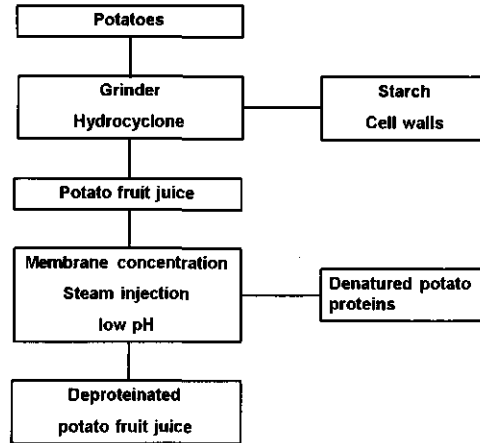 Potatoes
Grinder
Hydrocyclone
Starch
Cell walls
Potato fruit juice
Membrane concentration
Steam injection
low pH
Denatured potato
proteins
Deproteinated
potato fruit juice